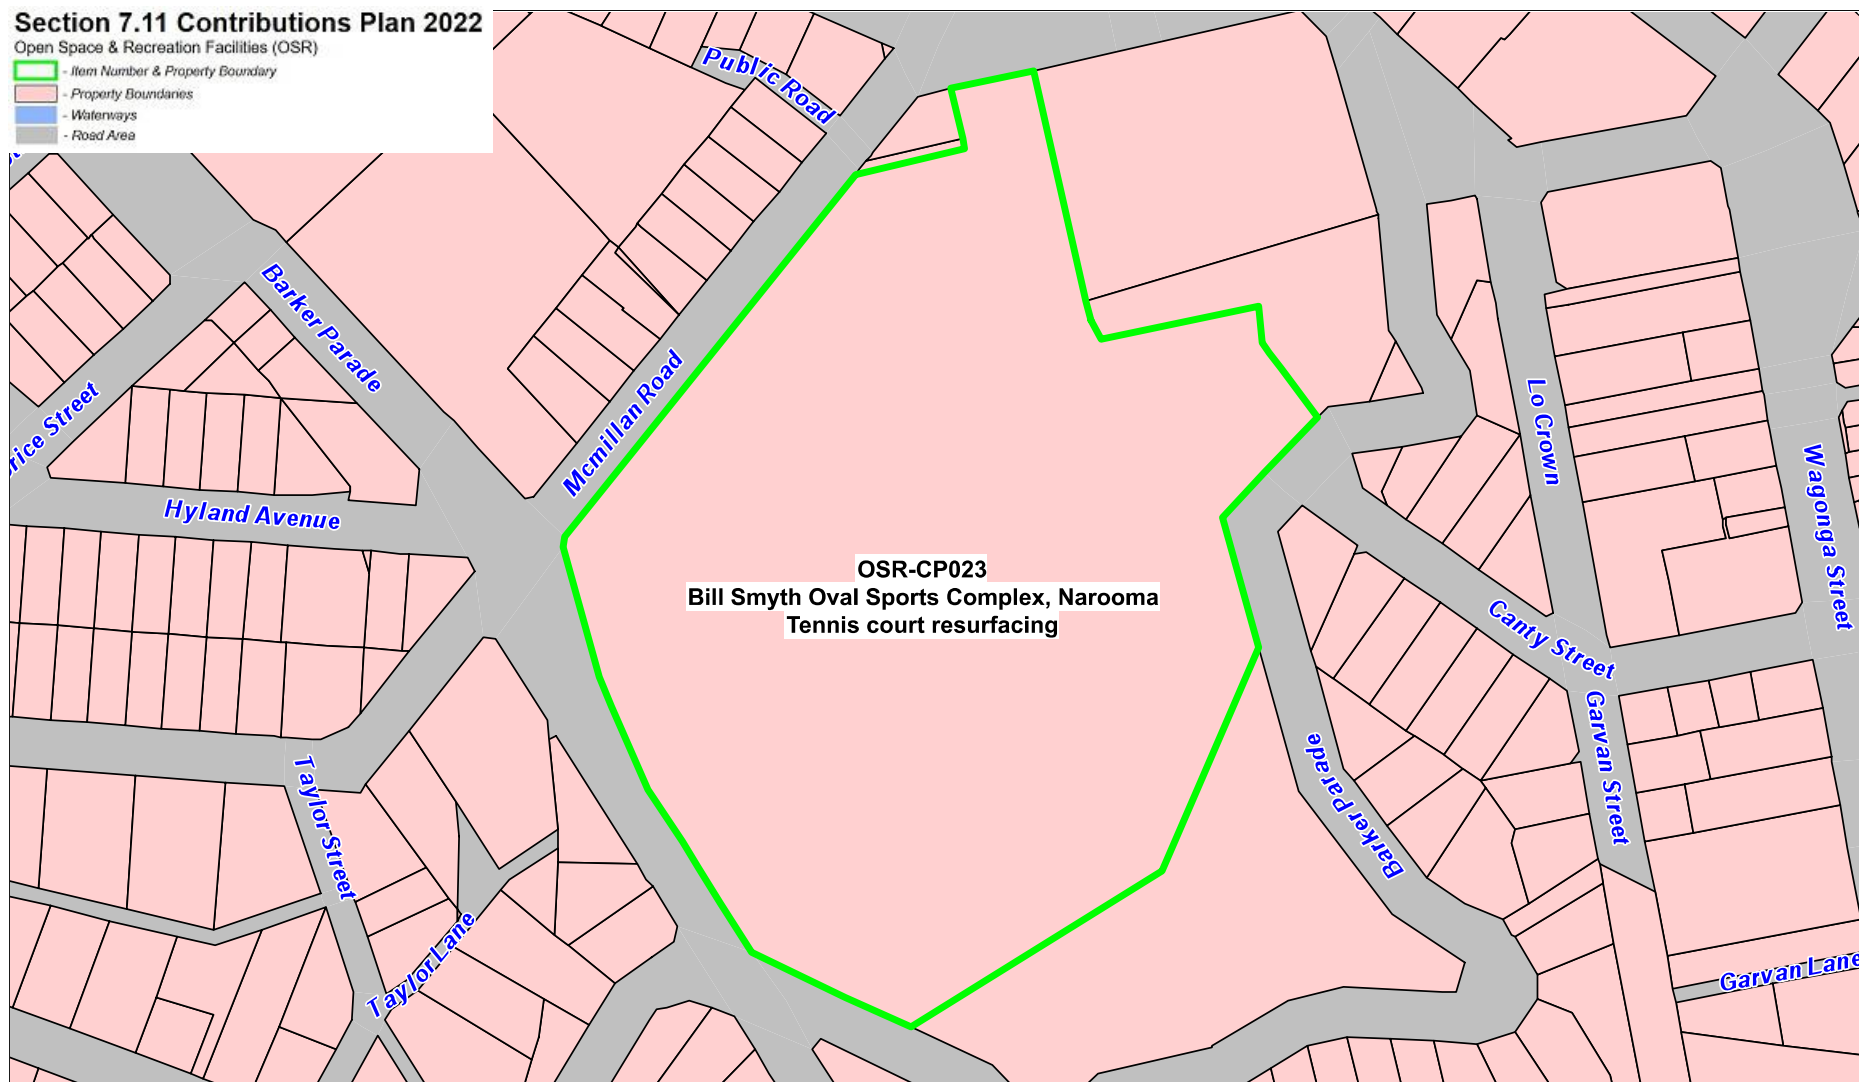 Section 7.11 Contributions Plan 2022
Open Space & Recreation Facilities (OSR)
- Item Number & Property Boundary
- Property Boundaries
- Waterways
- Road Area
Public Road
Barker Parade
Mcmillan Road
Lo Crown
Wagonga Street
Street
Hyland Avenue
OSR-CP023
Bill Smyth Oval Sports Complex, Narooma
Tennis court resurfacing
Canty Street
Garvan Street
Barker Parade
Taylor Street
Taylor Lane
Garvan Lane